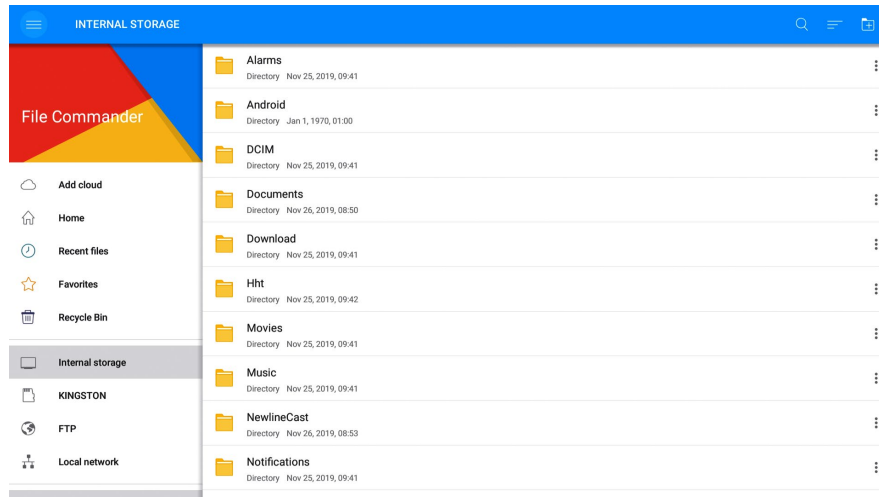 INTERNAL STORAGE
File Commander
Add cloud
Home
Recent files
Favorites
Recycle Bin
Internal storage
KINGSTON
FTP
Local network
Alarms
Directory Nov 25, 2019, 09:41
Android
Directory Jan 1, 1970, 01:00
DCIM
Directory Nov 25, 2019, 09:41
Documents
Directory Nov 26, 2019, 08:50
Download
Directory Nov 25, 2019, 09:41
Hht
Directory Nov 25, 2019, 09:42
Movies
Directory Nov 25, 2019, 09:41
Music
Directory Nov 25, 2019, 09:41
NewlineCast
Directory Nov 26, 2019, 08:53
Notifications
Directory Nov 25, 2019, 09:41